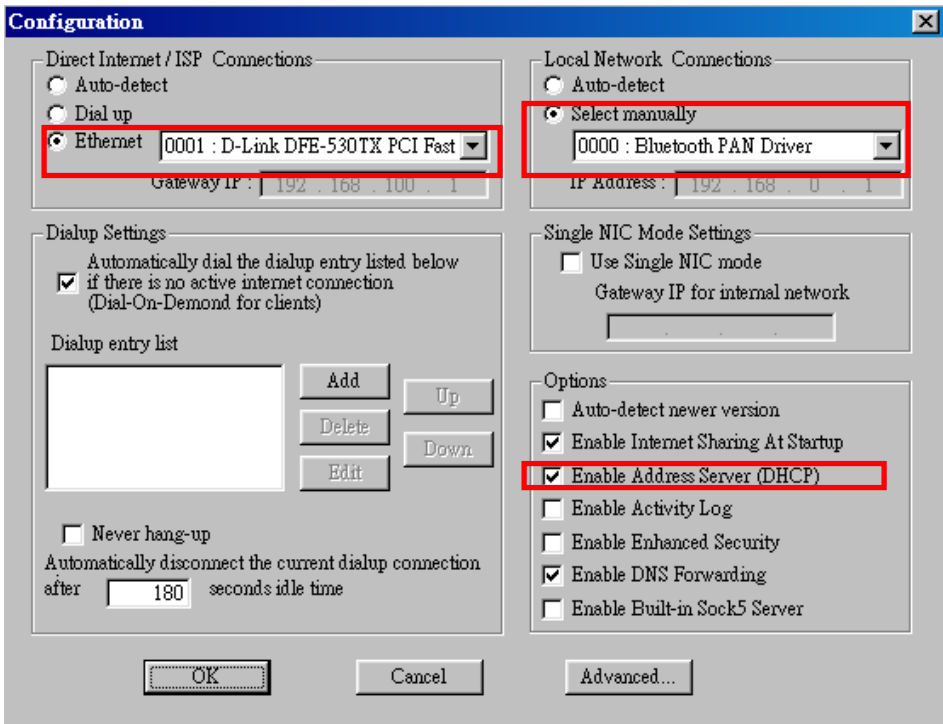 Configuration
Direct Internet / ISP Connections
Auto-detect
Dial up
Ethernet 0001 : D-Link DFE-530TX PCI Fast
Gateway IP : 192 . 168 . 100 . 1
Local Network Connections
Auto-detect
Select manually
0000 : Bluetooth PAN Driver
IP Address : 192 . 168 . 0 . 1
Dialup Settings
Automatically dial the dialup entry listed below
if there is no active internet connection
(Dial-On-Demond for clients)
Dialup entry list
Add
Delete
Edit
Up
Down
Never hang-up
Automatically disconnect the current dialup connection
after 180 seconds idle time
Single NIC Mode Settings
Use Single NIC mode
Gateway IP for internal network
. . .
Options
Auto-detect newer version
Enable Internet Sharing At Startup
Enable Address Server (DHCP)
Enable Activity Log
Enable Enhanced Security
Enable DNS Forwarding
Enable Built-in Sock5 Server
OK
Cancel
Advanced...